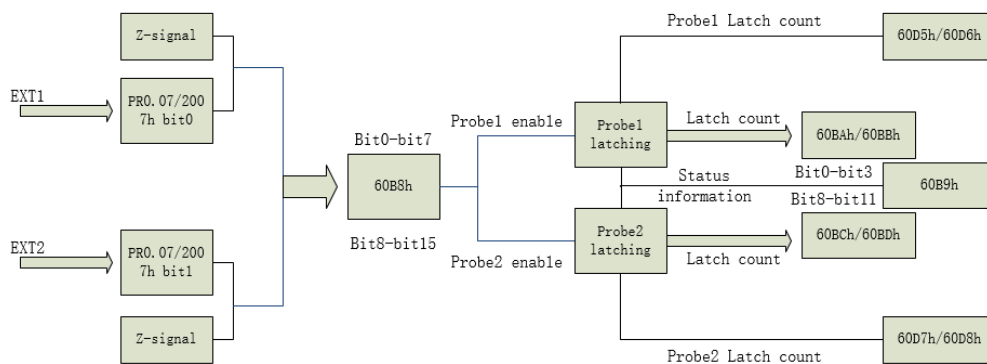 Probe1 Latch count
Z-signal
60D5h/60D6h
EXT1
PR0.07/200
7h bit0
Latch count
Probe1 enable
Probe1
latching
60BAh/60BBh
Bit0-bit7
60B8h
Bit8-bit15
Status
information
Bit0-bit3
Bit8-bit11
60B9h
EXT2
PR0.07/200
7h bit1
Probe2 enable
Probe2
latching
60BCh/60BDh
Latch count
Z-signal
60D7h/60D8h
Probe2 Latch count